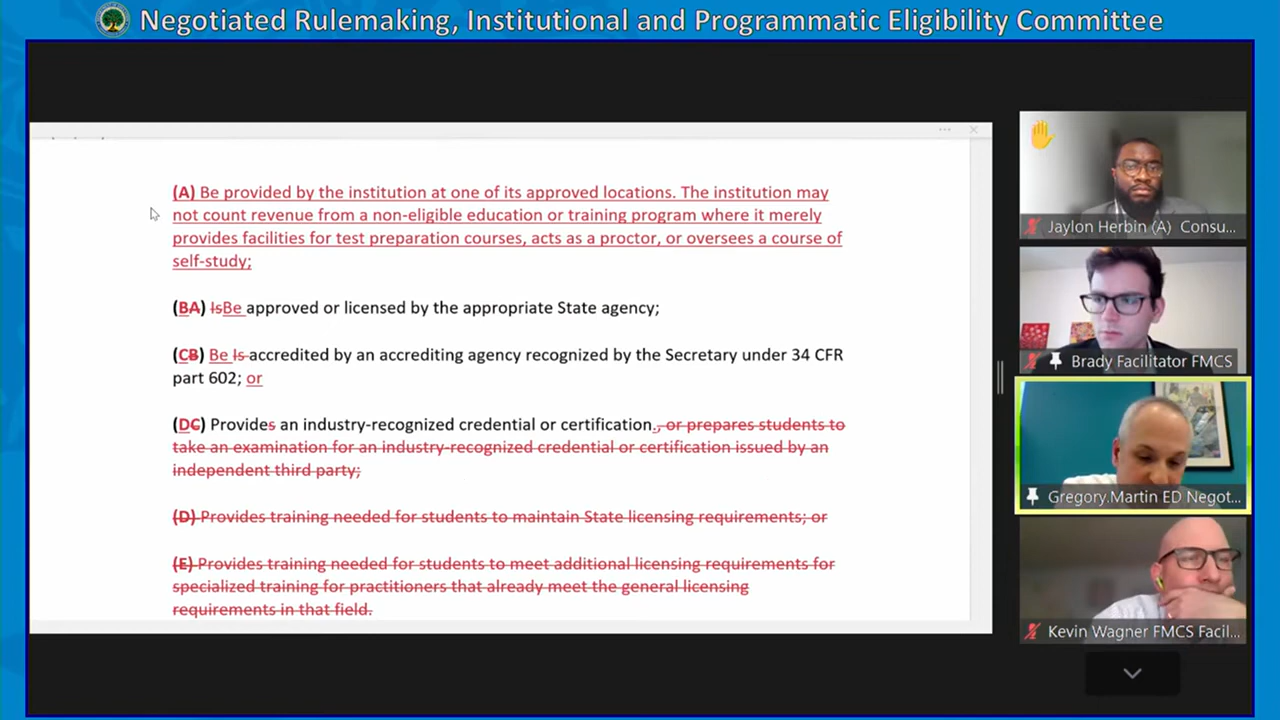 Negotiated Rulemaking, Institutional and Programmatic Eligibility Committee
(A) Be provided by the institution at one of its approved locations. The institution may
not count revenue from a non-eligible education or training program where it merely
provides facilities for test preparation courses, acts as a proctor, or oversees a course of
self-study;
(BA) IsBe approved or licensed by the appropriate State agency;
(CB) Be Is accredited by an accrediting agency recognized by the Secretary under 34 CFR
part 602; or
(DC) Provides an industry-recognized credential or certification., or prepares students to
take an examination for an industry-recognized credential or certification issued by an
independent third party;
(D) Provides training needed for students to maintain State licensing requirements; or
(E) Provides training needed for students to meet additional licensing requirements for
specialized training for practitioners that already meet the general licensing
requirements in that field.
Jaylon Herbin (A) Consu...
Brady Facilitator FMCS
Gregory.Martin ED Negot...
Kevin Wagner FMCS Facil...